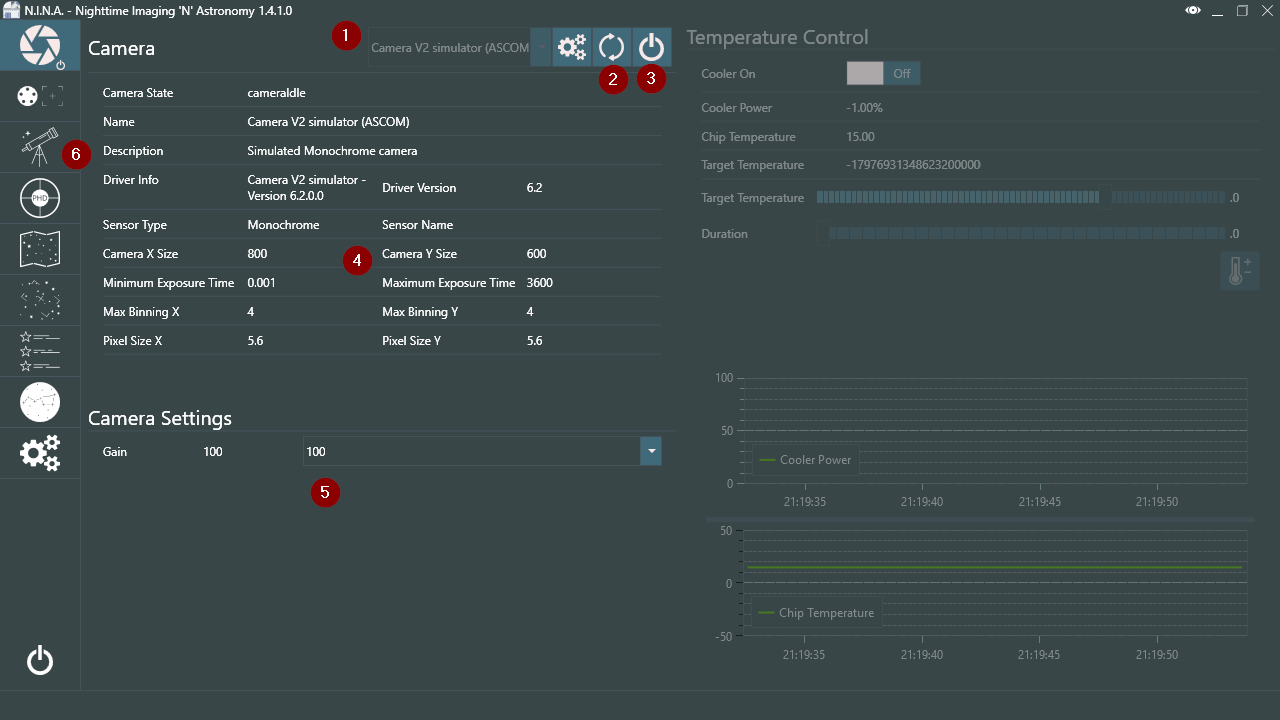 N.I.N.A. - Nighttime Imaging 'N' Astronomy 1.4.1.0
Camera
1
Camera V2 simulator (ASCOM
2
3
Camera State cameraIdle
Name Camera V2 simulator (ASCOM)
Description Simulated Monochrome camera
Driver Info Camera V2 simulator -
Version 6.2.0.0
Driver Version 6.2
Sensor Type Monochrome Sensor Name
Camera X Size 800 4 Camera Y Size 600
Minimum Exposure Time 0.001 Maximum Exposure Time 3600
Max Binning X 4 Max Binning Y 4
Pixel Size X 5.6 Pixel Size Y 5.6
Camera Settings
Gain 100 100
5
6
PHD
Temperature Control
Cooler On Off
Cooler Power -1.00%
Chip Temperature 15.00
Target Temperature -17976931348623200000
Target Temperature .0
Duration .0
100
50
0
Cooler Power
21:19:35 21:19:40 21:19:45 21:19:50
50
0
-50
Chip Temperature
21:19:35 21:19:40 21:19:45 21:19:50